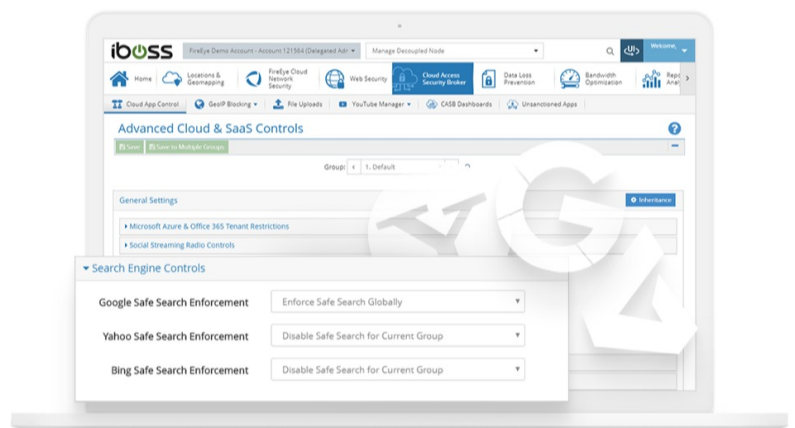 iboss
FireEye Demo Account - Account 121564 (Delegated Adr
Manage Decoupled Node
UI
Welcome,
Home
Locations & Geomapping
FireEye Cloud Network Security
Web Security
Cloud Access Security Broker
Data Loss Prevention
Bandwidth Optimization
Repo
Anal
Cloud App Control
GeoIP Blocking
File Uploads
YouTube Manager
CASB Dashboards
Unsanctioned Apps
Advanced Cloud & SaaS Controls
?
Save
Save to Multiple Groups
Group:
1. Default
General Settings
Inheritance
Microsoft Azure & Office 365 Tenant Restrictions
Social Streaming Radio Controls
Y
G
Search Engine Controls
Google Safe Search Enforcement
Enforce Safe Search Globally
Yahoo Safe Search Enforcement
Disable Safe Search for Current Group
Bing Safe Search Enforcement
Disable Safe Search for Current Group